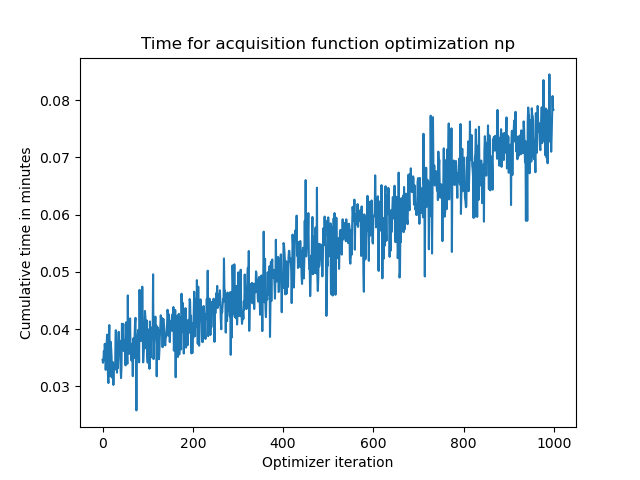 Time for acquisition function optimization np
Cumulative time in minutes
0.08
0.07
0.06
0.05
0.04
0.03
0 200 400 600 800 1000
Optimizer iteration